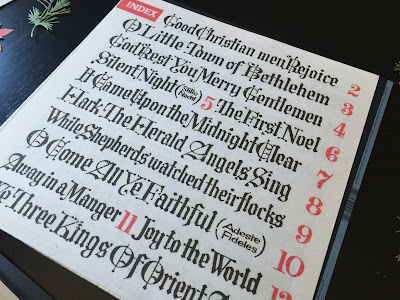 INDEX
Good Christian men Rejoice 2
O Little Town of Bethlehem 3
God Rest You Merry Gentlemen 4
Silent Night (Stille Nacht) 5 The First Noel 6
It Came Upon the Midnight Clear 7
Hark The Herald Angels Sing 8
While Shepherds watched their flocks 9
O Come All Ye Faithful (Adeste Fideles) 10
Away in a Manger 11 Joy to the World 12
We Three Kings Of Orient